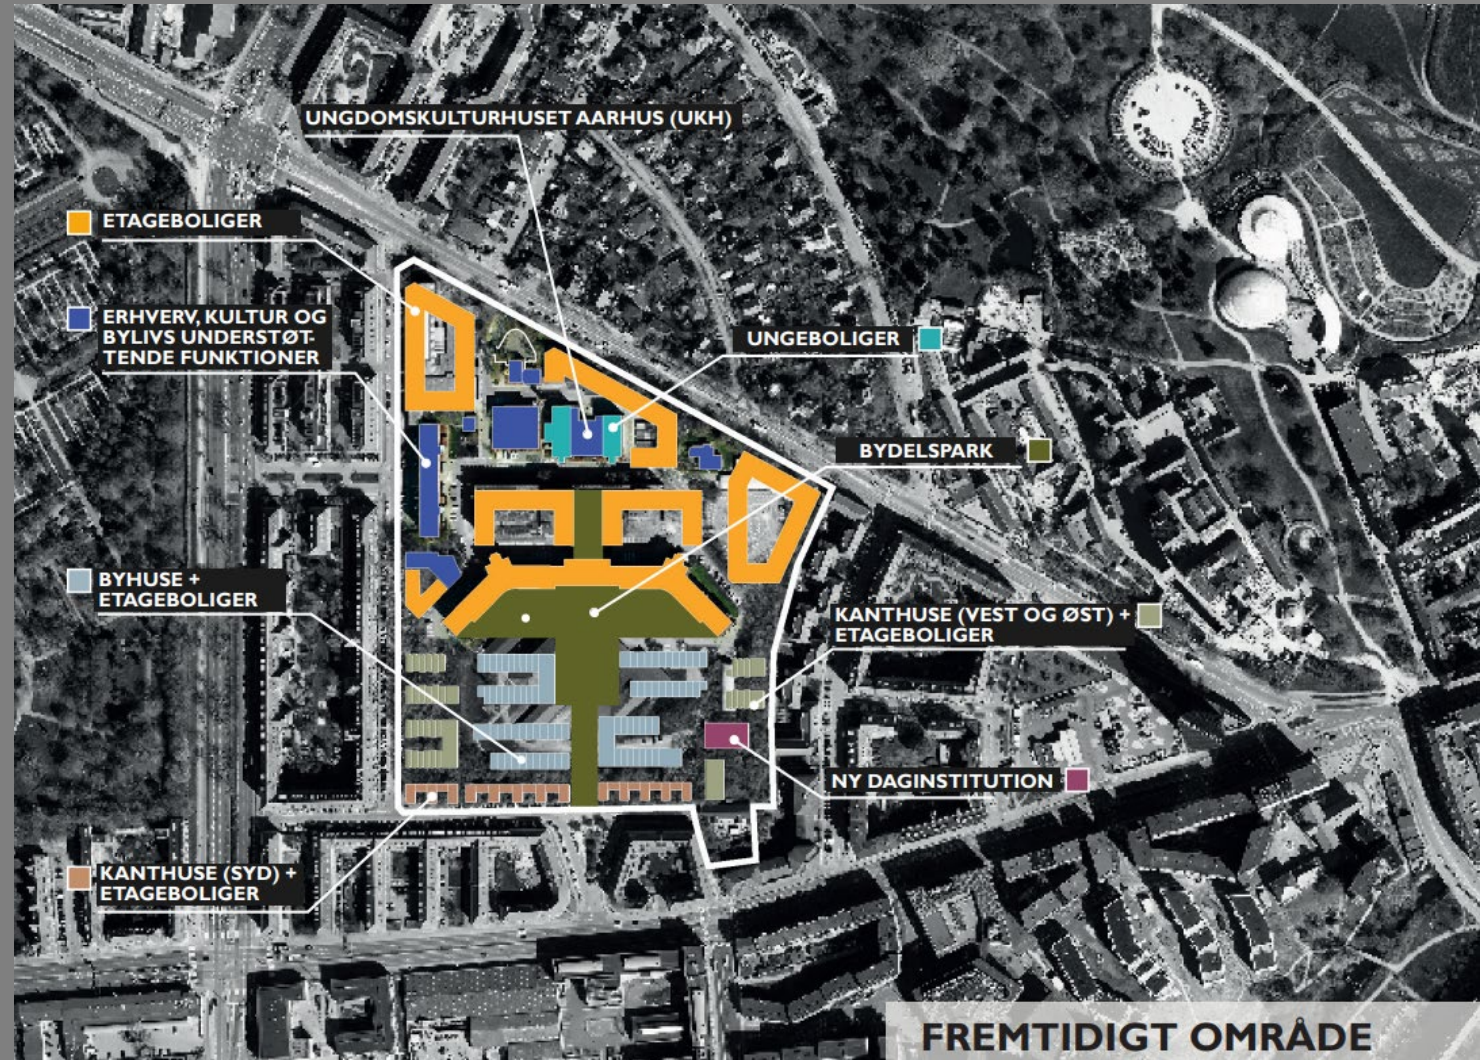 UNGDOMSKULTURHUSET AARHUS (UKH)
ETAGEBOLIGER
ERHVERV, KULTUR OG
BYLIVS UNDERSTØT-
TENDE FUNKTIONER
UNGEBOLIGER
BYDELSPARK
BYHUSE +
ETAGEBOLIGER
KANTHUSE (VEST OG ØST) +
ETAGEBOLIGER
NY DAGINSTITUTION
KANTHUSE (SYD) +
ETAGEBOLIGER
FREMTIDIGT OMRÅDE